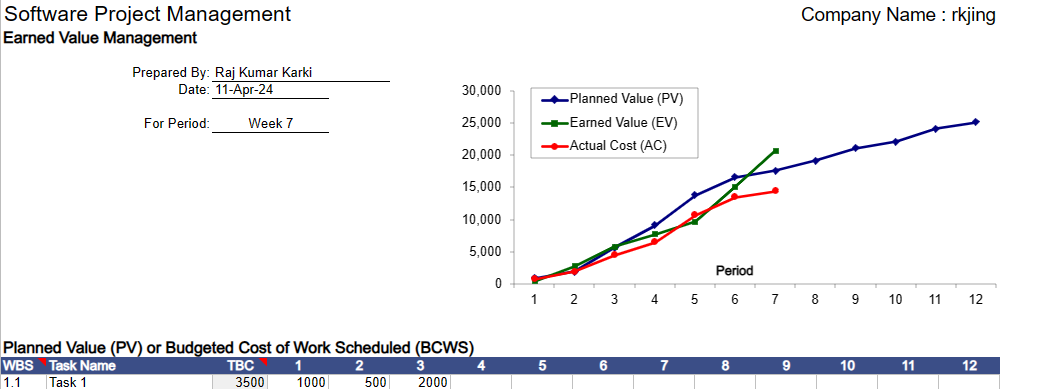 Software Project Management Company Name : rkjing
Earned Value Management
Prepared By: Raj Kumar Karki
Date: 11-Apr-24
For Period: Week 7
30,000
25,000
20,000
15,000
10,000
5,000
0
Planned Value (PV)
Earned Value (EV)
Actual Cost (AC)
Period
1 2 3 4 5 6 7 8 9 10 11 12
Planned Value (PV) or Budgeted Cost of Work Scheduled (BCWS)
WBS Task Name TBC 1 2 3 4 5 6 7 8 9 10 11 12
1.1 Task 1 3500 1000 500 2000